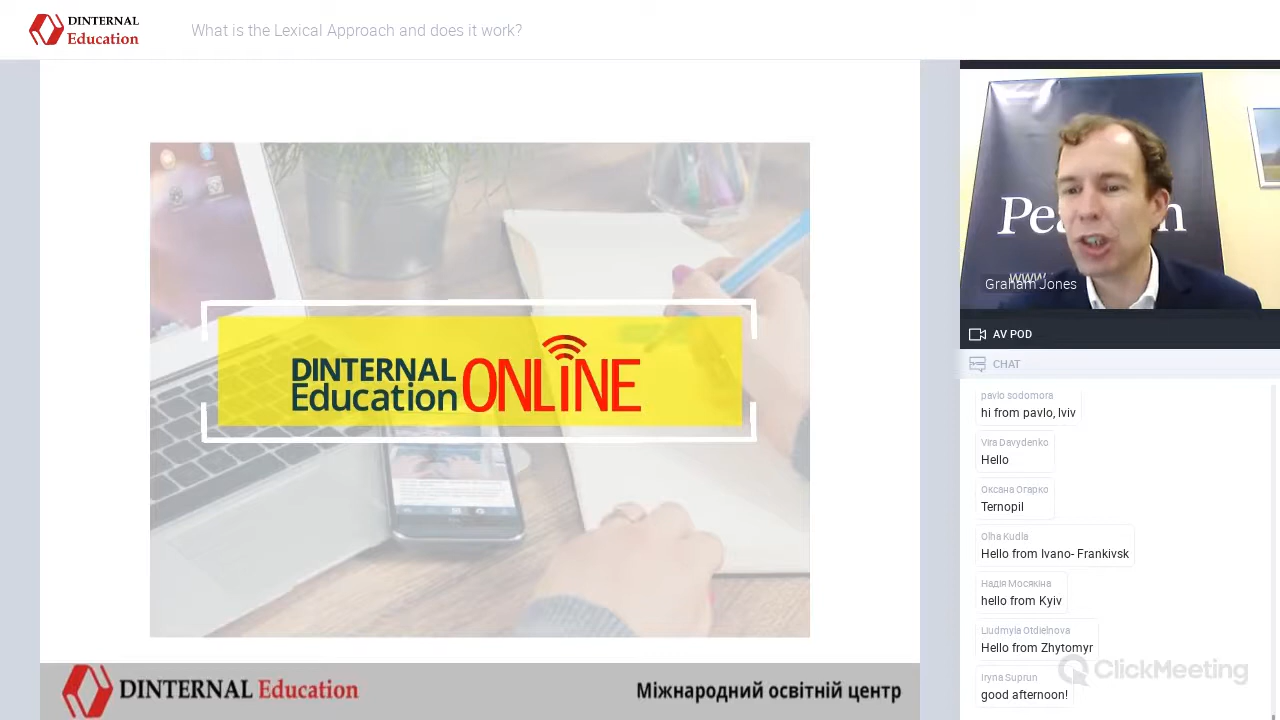 DINTERNAL
Education
What is the Lexical Approach and does it work?
DINTERNAL
Education ONLINE
DINTERNAL Education
Міжнародний освітній центр
www.
Graham Jones
AV POD
CHAT
pavlo sodomora
hi from pavlo, lviv
Vira Davydenko
Hello
Оксана Огарко
Ternopil
Olha Kudla
Hello from Ivano- Frankivsk
Надія Мосякіна
hello from Kyiv
Liudmyla Otdielnova
Hello from Zhytomyr
Iryna Suprun
good afternoon!
ClickMeeting